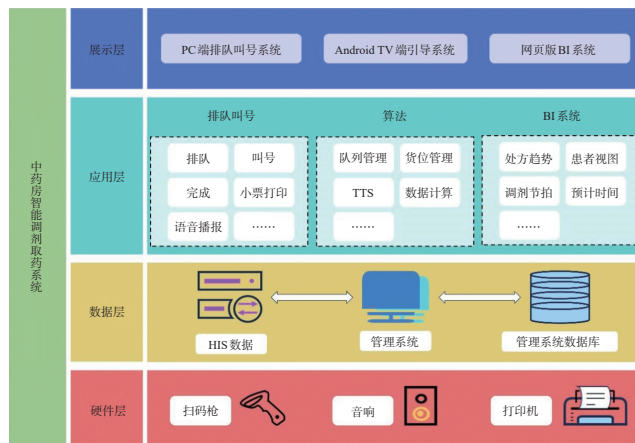 中药房智能调剂取药系统
展示层
PC端排队叫号系统
Android TV端引导系统
网页版BI系统
应用层
排队叫号
排队
叫号
完成
小票打印
语音播报
……
算法
队列管理
货位管理
TTS
数据计算
……
BI系统
处方趋势
患者视图
调剂节拍
预计时间
……
数据层
HIS数据
管理系统
管理系统数据库
硬件层
扫码枪
音响
打印机